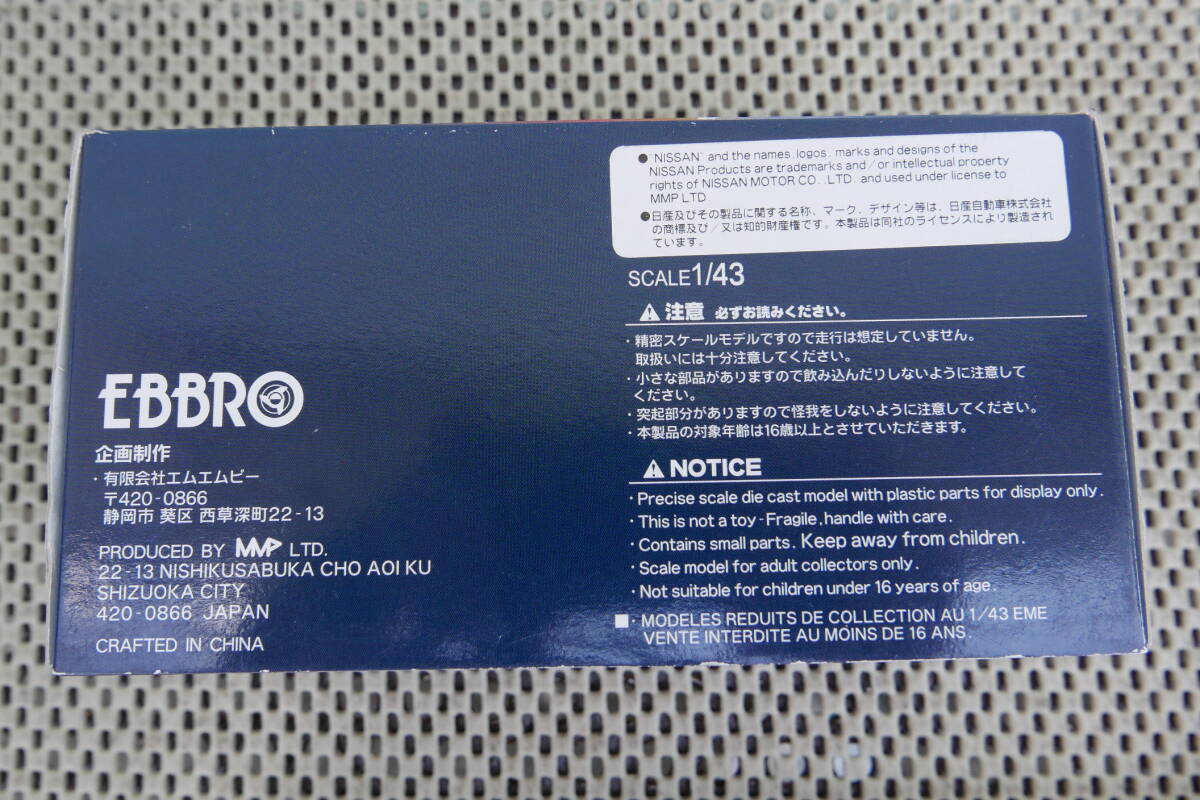 ● "NISSAN" and the names, logos, marks and designs of the
NISSAN Products are trademarks and/or intellectual property
rights of NISSAN MOTOR CO., LTD. and used under license to
MMP LTD
●日産及びその製品に関する名称、マーク、デザイン等は、日産自動車株式会社
の商標及び/又は知的財産権です。本製品は同社のライセンスにより製造され
ています。
SCALE1/43
⚠注意 必ずお読みください。
・精密スケールモデルですので走行は想定していません。
取扱いには十分注意してください。
・小さな部品がありますので飲み込んだりしないように注意して
ください。
・突起部分がありますので怪我をしないように注意してください。
・本製品の対象年齢は16歳以上とさせていただきます。
⚠NOTICE
・Precise scale die cast model with plastic parts for display only.
・This is not a toy-Fragile, handle with care.
・Contains small parts. Keep away from children.
・Scale model for adult collectors only.
・Not suitable for children under 16 years of age.
■・MODELES REDUITS DE COLLECTION AU 1/43 EME
VENTE INTERDITE AU MOINS DE 16 ANS.
EBBRO
企画制作
・有限会社エムエムピー
〒420-0866
静岡市 葵区 西草深町22-13
PRODUCED BY MMP LTD.
22-13 NISHIKUSABUKA CHO AOI KU
SHIZUOKA CITY
420-0866 JAPAN
CRAFTED IN CHINA